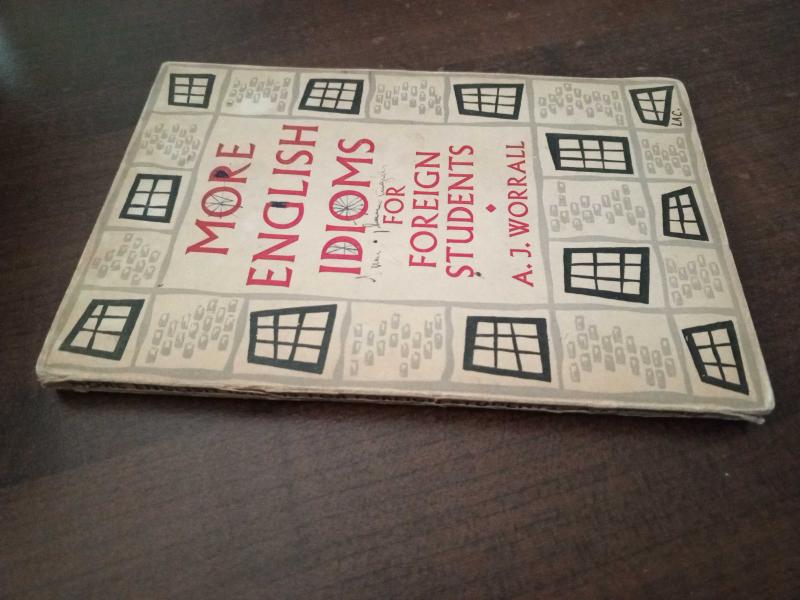 MORE
ENGLISH
IDIOMS
FOR
FOREIGN
STUDENTS
A. J. WORRALL
LAC.